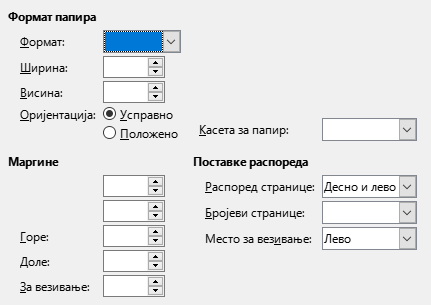 Формат папира
Формат:
Ширина:
Висина:
Оријентација: Усправно
Положено
Касета за папир:
Маргине
Горе:
Доле:
За везивање:
Поставке распореда
Распоред странице: Десно и лево
Бројеви странице:
Место за везивање: Лево